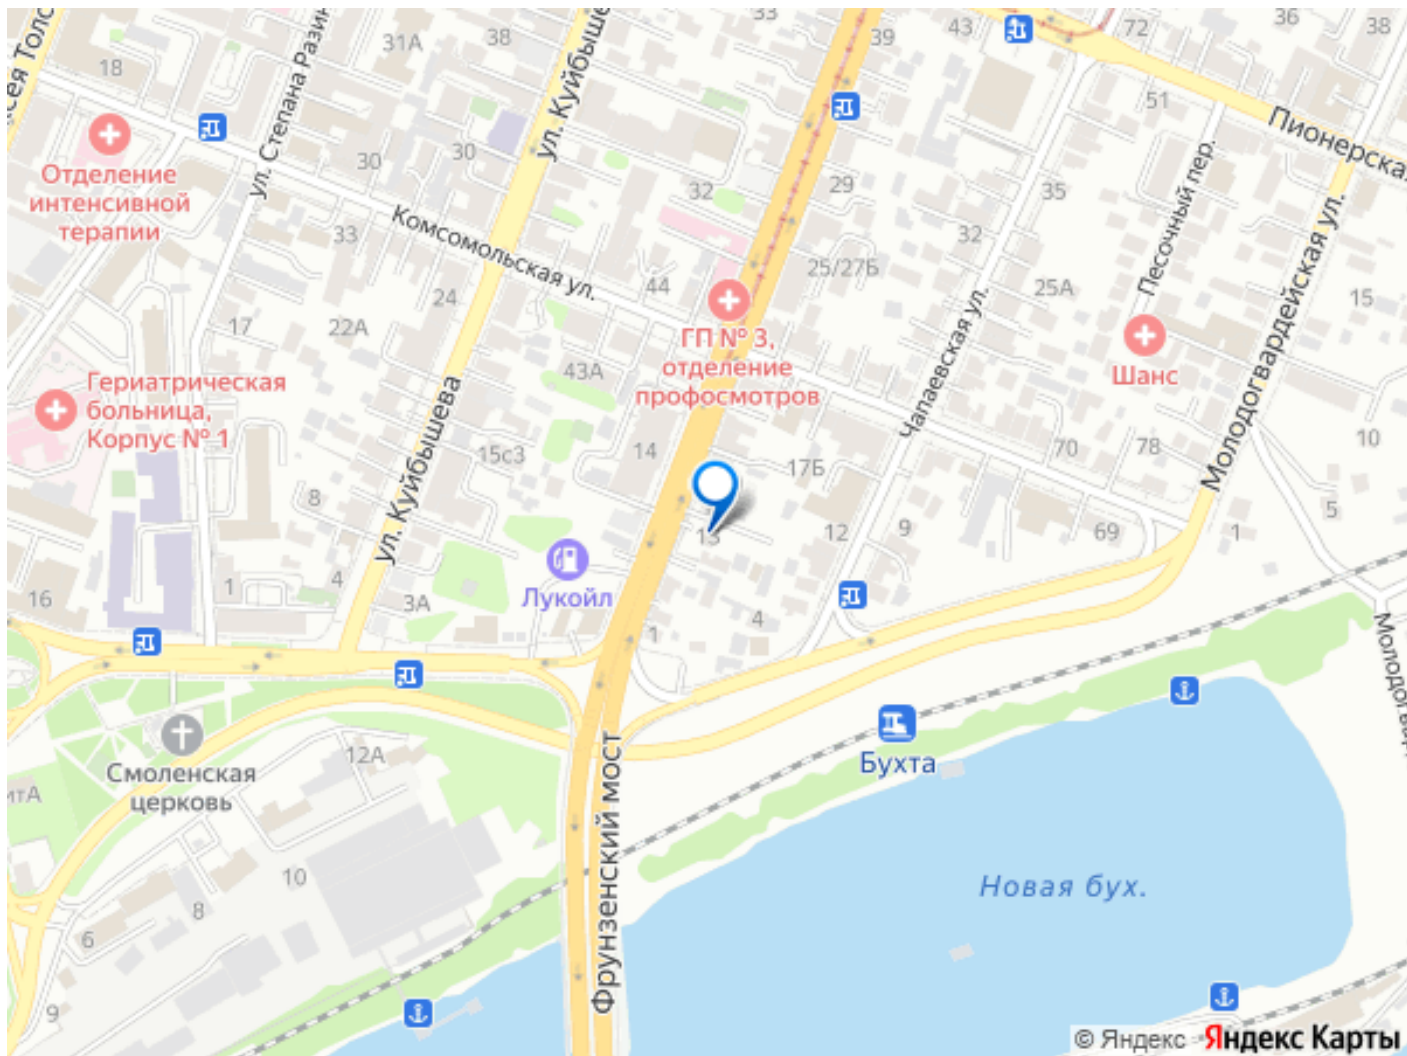 33
38
31А
39
43
72
36
38
18
ул. Степана Разин
ул. Куйбыше
51
Пионерская
Отделение
интенсивной
терапии
30
30
32
29
35
Песочный пер.
33
Комсомольская ул.
32
25/27Б
44
24
25А
15
17
22А
ГП № 3,
отделение
профосмотров
43А
Шанс
Чапаевская ул.
Молодогвардейская ул.
Гериатрическая
больница,
Корпус № 1
ул. Куйбышева
15с3
14
17Б
70
78
10
8
13
12
9
69
1
5
Лукойл
16
1
4
3А
1
4
Молодогвар
Бухта
Смоленская
церковь
12А
итА
Фрунзенский мост
10
8
6
9
Новая бух.
© Яндекс Яндекс Карты